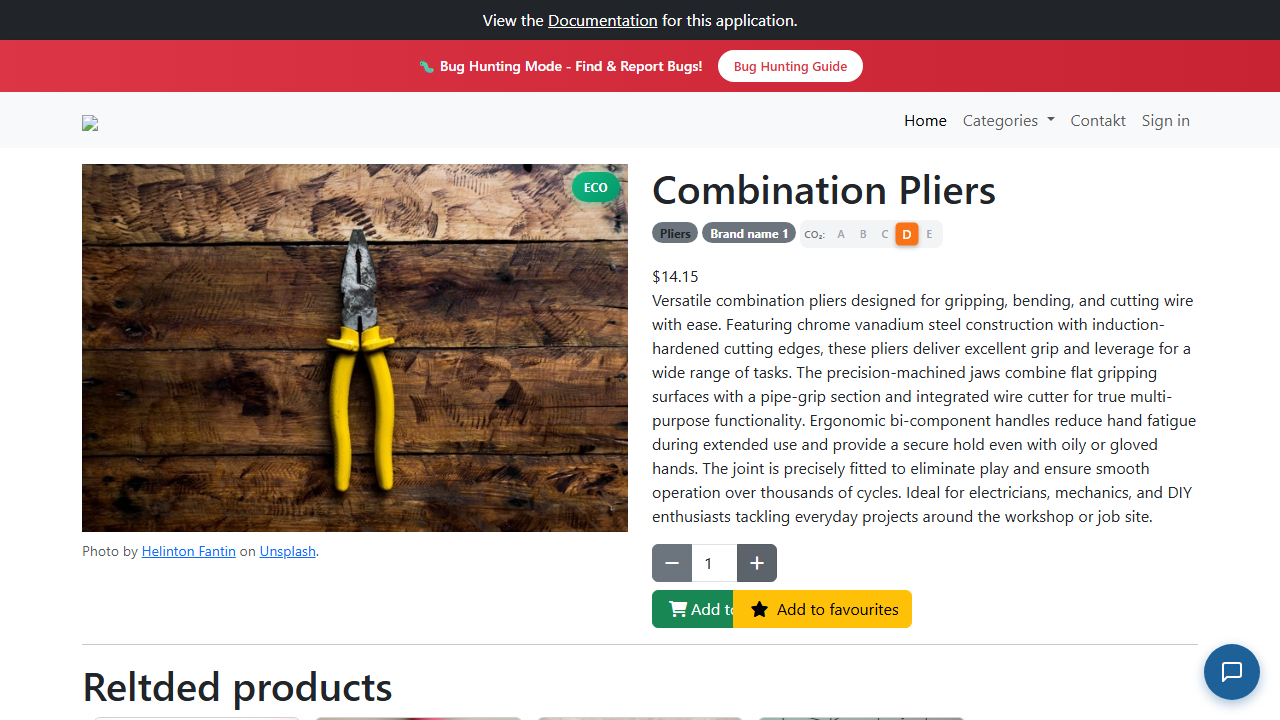 View the Documentation for this application.
🐛 Bug Hunting Mode - Find & Report Bugs! Bug Hunting Guide
Home Categories Contakt Sign in
ECO
Combination Pliers
Pliers Brand name 1 CO₂: A B C D E
$14.15
Versatile combination pliers designed for gripping, bending, and cutting wire
with ease. Featuring chrome vanadium steel construction with induction-
hardened cutting edges, these pliers deliver excellent grip and leverage for a
wide range of tasks. The precision-machined jaws combine flat gripping
surfaces with a pipe-grip section and integrated wire cutter for true multi-
purpose functionality. Ergonomic bi-component handles reduce hand fatigue
during extended use and provide a secure hold even with oily or gloved
hands. The joint is precisely fitted to eliminate play and ensure smooth
operation over thousands of cycles. Ideal for electricians, mechanics, and DIY
enthusiasts tackling everyday projects around the workshop or job site.
Photo by Helinton Fantin on Unsplash.
1
Add to Add to favourites
Reltded products